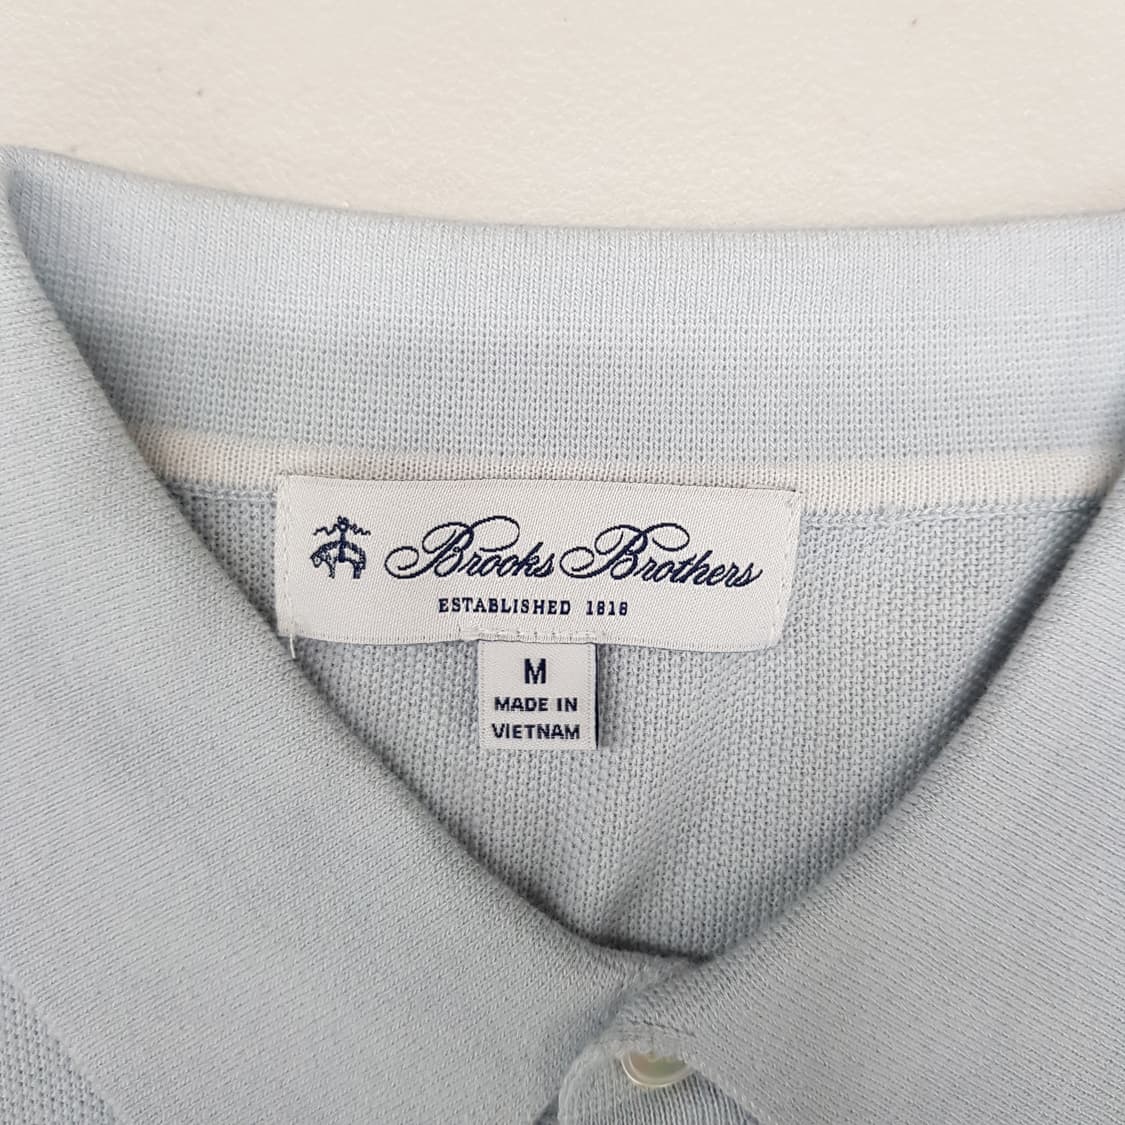 Brooks Brothers
ESTABLISHED 1818
M
MADE IN
VIETNAM